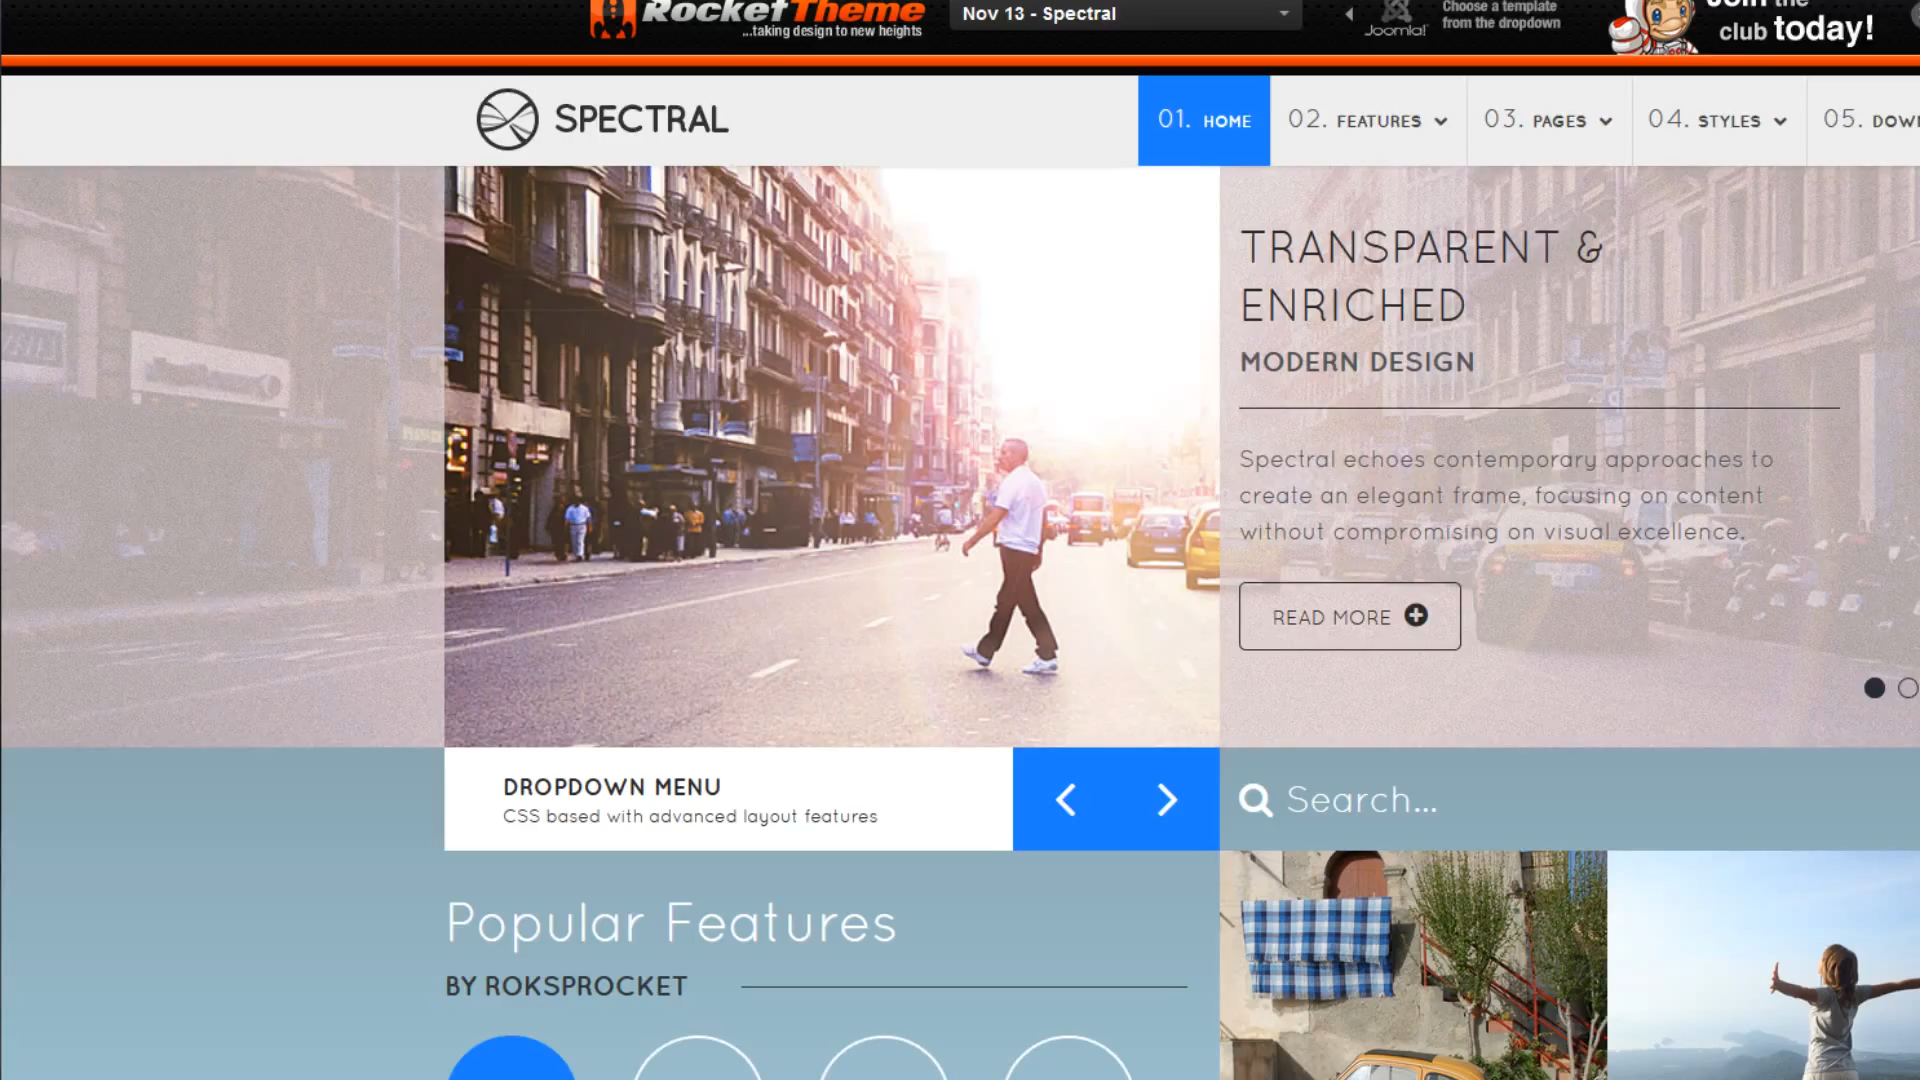 RocketTheme
...taking design to new heights
Nov 13 - Spectral
Joomla!
Choose a template
from the dropdown
Join the
club today!
SPECTRAL
01. HOME
02. FEATURES
03. PAGES
04. STYLES
05. DOW
TRANSPARENT &
ENRICHED
MODERN DESIGN
Spectral echoes contemporary approaches to
create an elegant frame, focusing on content
without compromising on visual excellence.
READ MORE
DROPDOWN MENU
CSS based with advanced layout features
Search...
Popular Features
BY ROKSPROCKET